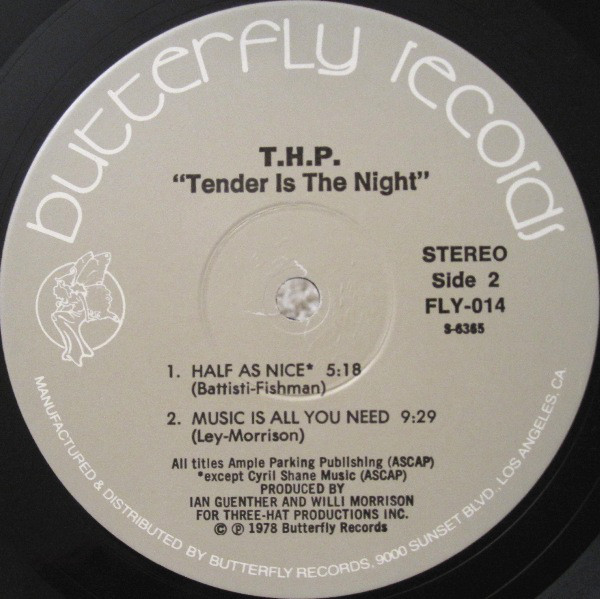 butterfly records
T.H.P.
"Tender Is The Night"
STEREO
Side 2
FLY-014
S-6365
1. HALF AS NICE* 5:18
(Battisti-Fishman)
2. MUSIC IS ALL YOU NEED 9:29
(Ley-Morrison)
All titles Ample Parking Publishing (ASCAP)
*except Cyril Shane Music (ASCAP)
PRODUCED BY
IAN GUENTHER AND WILLI MORRISON
FOR THREE-HAT PRODUCTIONS INC.
© ℗ 1978 Butterfly Records
MANUFACTURED & DISTRIBUTED BY BUTTERFLY RECORDS, 9000 SUNSET BLVD., LOS ANGELES, CA